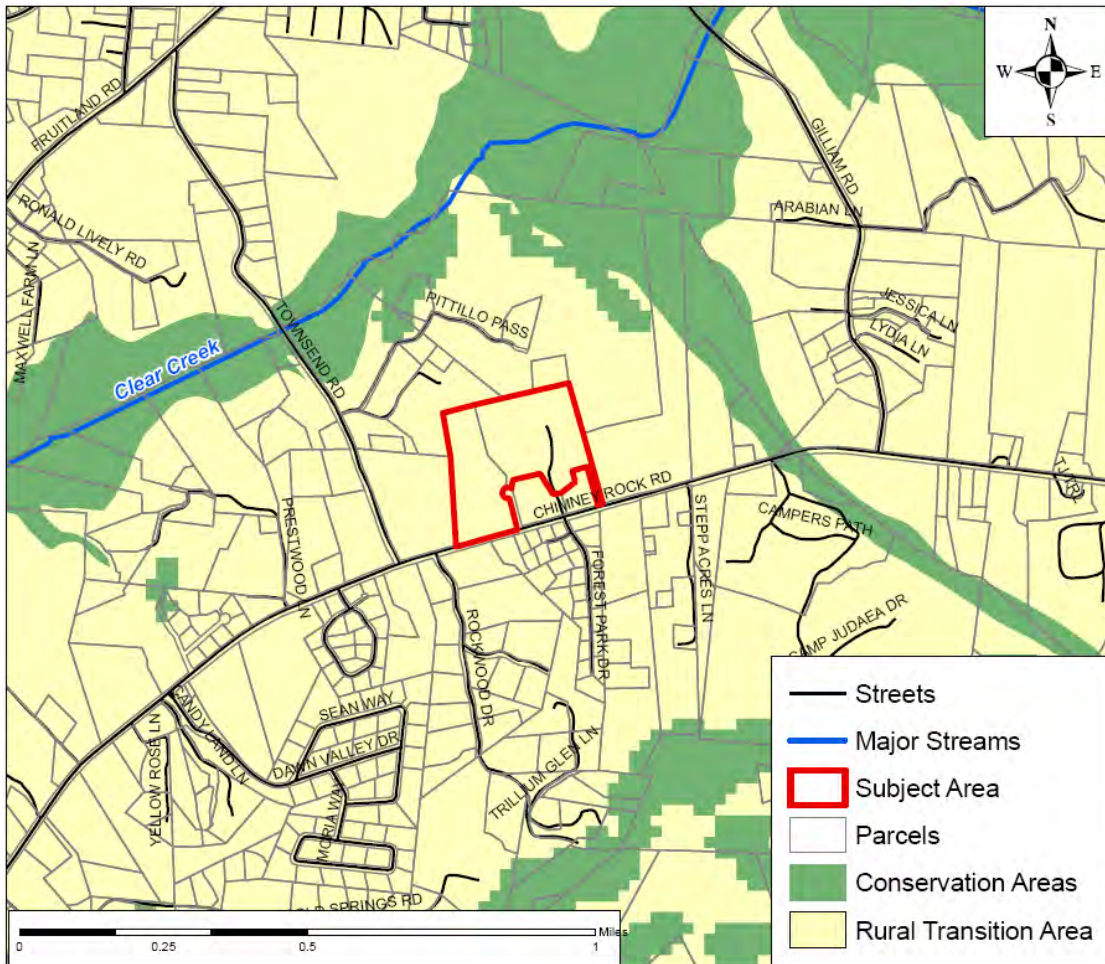 N
W E
S
FRUITLAND RD
GILLIAM RD
RONALD LIVELY RD
ARABIAN LN
MAXWELL FARM LN
JESSICA LN
PITTILLO PASS
TOWNSEND RD
LYDIA LN
Clear Creek
CHIMNEY ROCK RD
PRESTWOOD LN
STEPP ACRES LN
CAMPERS PATH
FOREST PARK DR
ROCKWOOD DR
CAMP JUDAEA DR
CANDY LAND LN
SEAN WAY
YELLOW ROSE LN
DAWN VALLEY DR
TRILLIUM GLEN LN
MORIA WAY
OLD SPRINGS RD
Streets
Major Streams
Subject Area
Parcels
Conservation Areas
Rural Transition Area
Miles
0 0.25 0.5 1